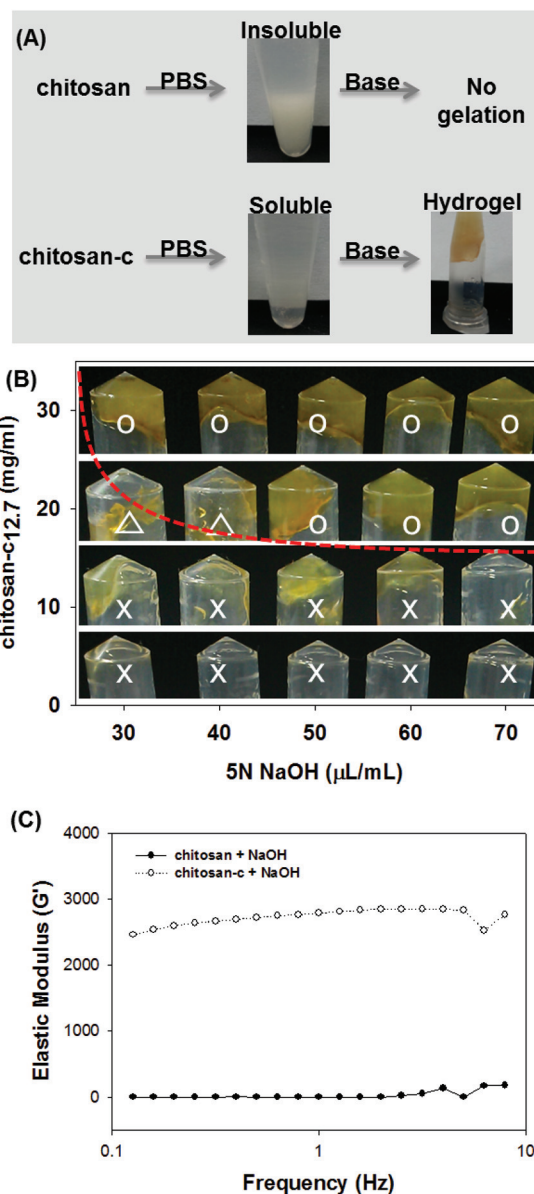 (A)
Insoluble
chitosan PBS Base No
gelation
Soluble Hydrogel
chitosan-c PBS Base
(B)
chitosan-c12.7 (mg/ml)
30 O O O O O
20 △ △ O O O
10 X X X X X
X X X X X
0
30 40 50 60 70
5N NaOH (μL/mL)
(C)
Elastic Modulus (G')
4000
chitosan + NaOH
chitosan-c + NaOH
3000
2000
1000
0
0.1 1 10
Frequency (Hz)